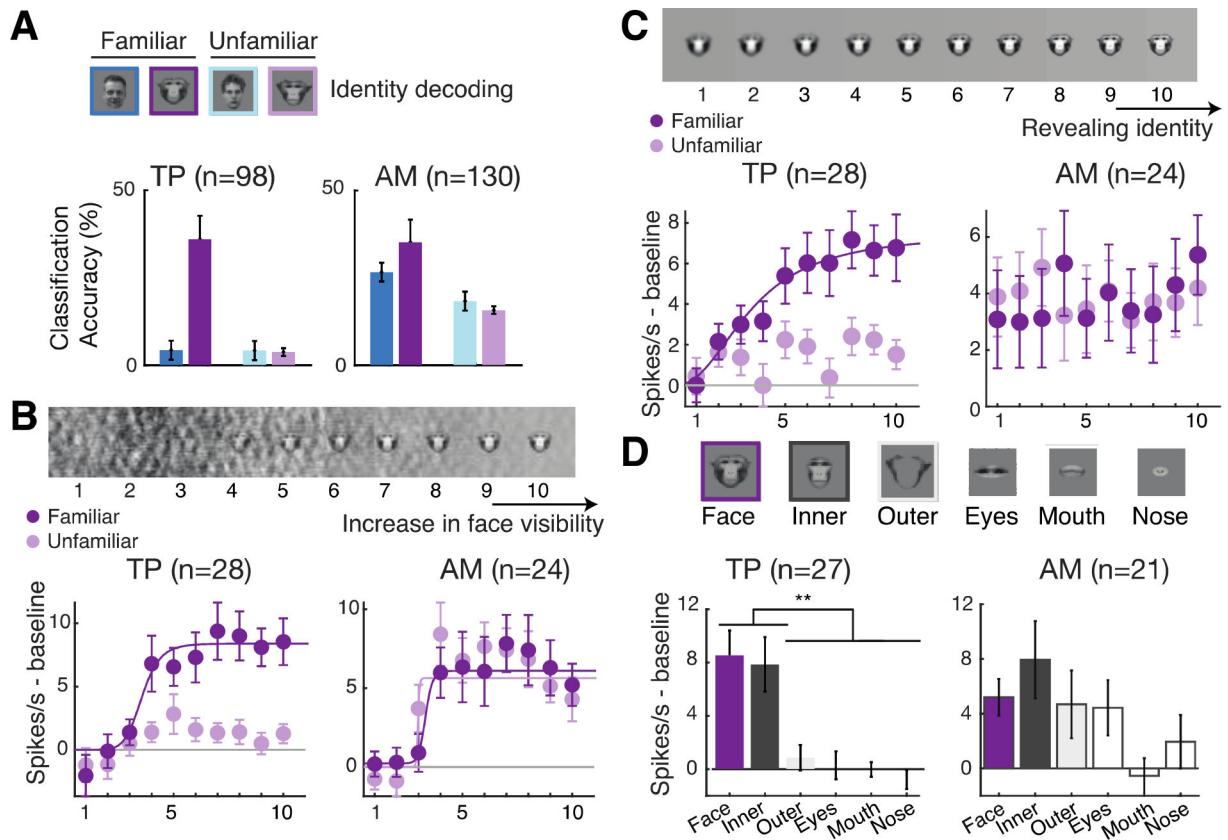 A
Familiar Unfamiliar
Identity decoding
TP (n=98) AM (n=130)
Classification
Accuracy (%)
50
0
50
0
B
1 2 3 4 5 6 7 8 9 10
Increase in face visibility
Familiar
Unfamiliar
TP (n=28) AM (n=24)
Spikes/s - baseline
10
5
0
1 5 10
10
5
0
1 5 10
C
1 2 3 4 5 6 7 8 9 10
Revealing identity
Familiar
Unfamiliar
TP (n=28) AM (n=24)
Spikes/s - baseline
8
6
4
2
0
1 5 10
6
4
2
0
1 5 10
D
Face Inner Outer Eyes Mouth Nose
TP (n=27) AM (n=21)
Spikes/s - baseline
12
8
4
0
**
Face Inner Outer Eyes Mouth Nose
12
8
4
0
Face Inner Outer Eyes Mouth Nose